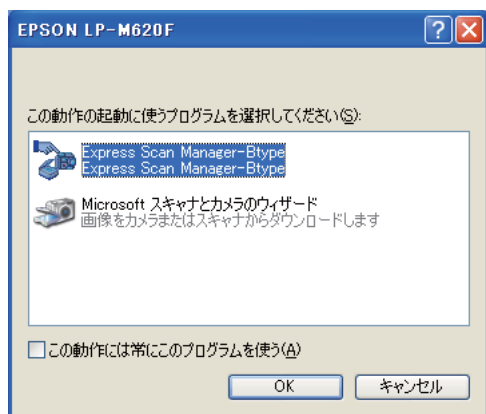 EPSON LP-M620F
この動作の起動に使うプログラムを選択してください(S):
Express Scan Manager-Btype
Express Scan Manager-Btype
Microsoft スキャナとカメラのウィザード
画像をカメラまたはスキャナからダウンロードします
この動作には常にこのプログラムを使う(A)
OK
キャンセル